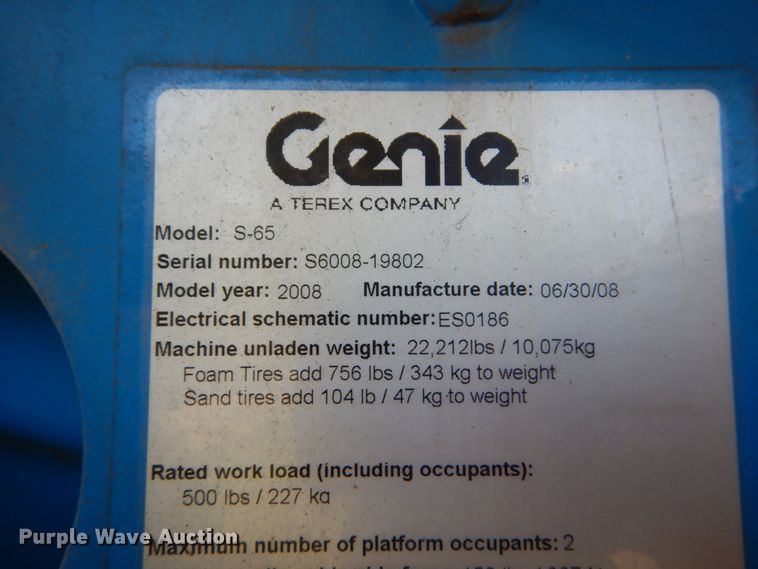 Genie
A TEREX COMPANY
Model: S-65
Serial number: S6008-19802
Model year: 2008 Manufacture date: 06/30/08
Electrical schematic number: ES0186
Machine unladen weight: 22,212lbs / 10,075kg
Foam Tires add 756 lbs / 343 kg to weight
Sand tires add 104 lb / 47 kg to weight
Rated work load (including occupants):
500 lbs / 227 kg
Purple Wave Auction
Maximum number of platform occupants: 2